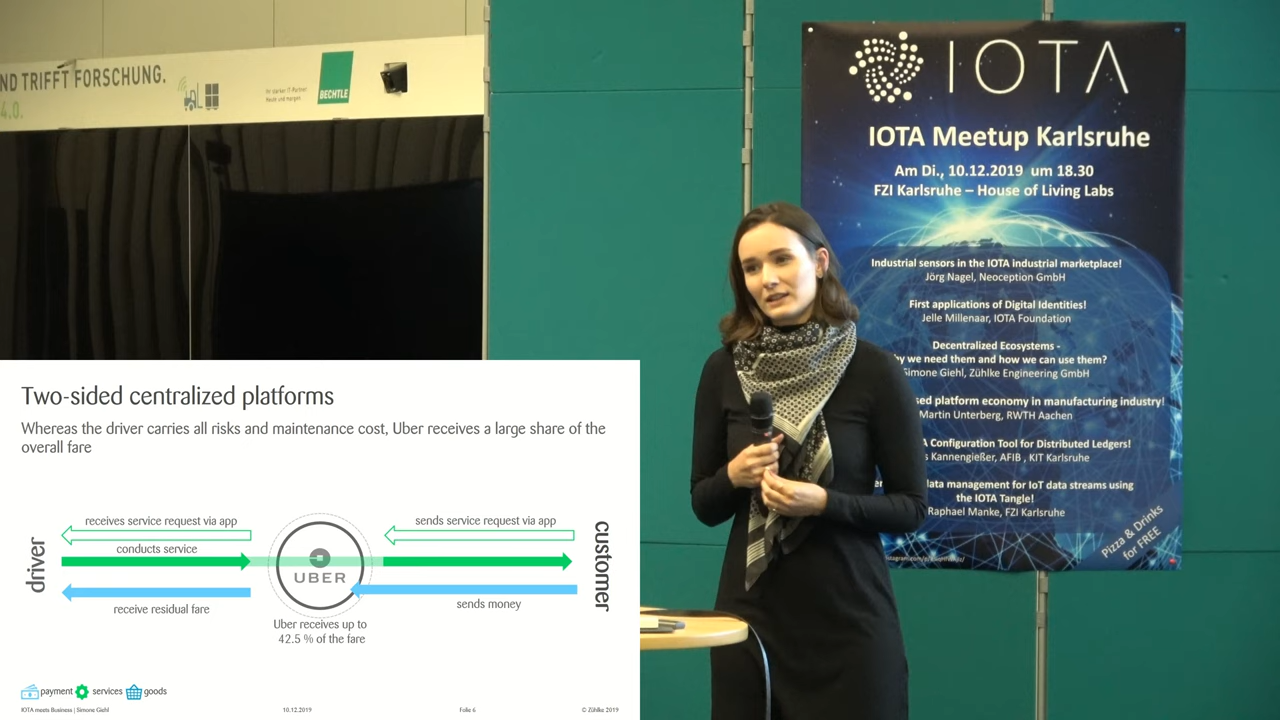 ND TRIFFT FORSCHUNG.
4.0.
Ihr starker IT-Partner.
Heute und morgen.
BECHTLE
IOTA
IOTA Meetup Karlsruhe
Am Di., 10.12.2019 um 18.30
FZI Karlsruhe – House of Living Labs
Industrial sensors in the IOTA industrial marketplace!
Jörg Nagel, Neoception GmbH
First applications of Digital Identities!
Jelle Millenaar, IOTA Foundation
Decentralized Ecosystems -
y we need them and how we can use them?
Simone Giehl, Zühlke Engineering GmbH
sed platform economy in manufacturing industry!
Martin Unterberg, RWTH Aachen
A Configuration Tool for Distributed Ledgers!
s Kannengießer, AFIB , KIT Karlsruhe
data management for IoT data streams using
the IOTA Tangle!
Raphael Manke, FZI Karlsruhe
Pizza & Drinks
for FREE
Two-sided centralized platforms
Whereas the driver carries all risks and maintenance cost, Uber receives a large share of the
overall fare
driver
receives service request via app
conducts service
receive residual fare
UBER
Uber receives up to
42.5 % of the fare
sends service request via app
sends money
customer
payment services goods
IOTA meets Business | Simone Giehl 10.12.2019 Folie 6 © Zühlke 2019